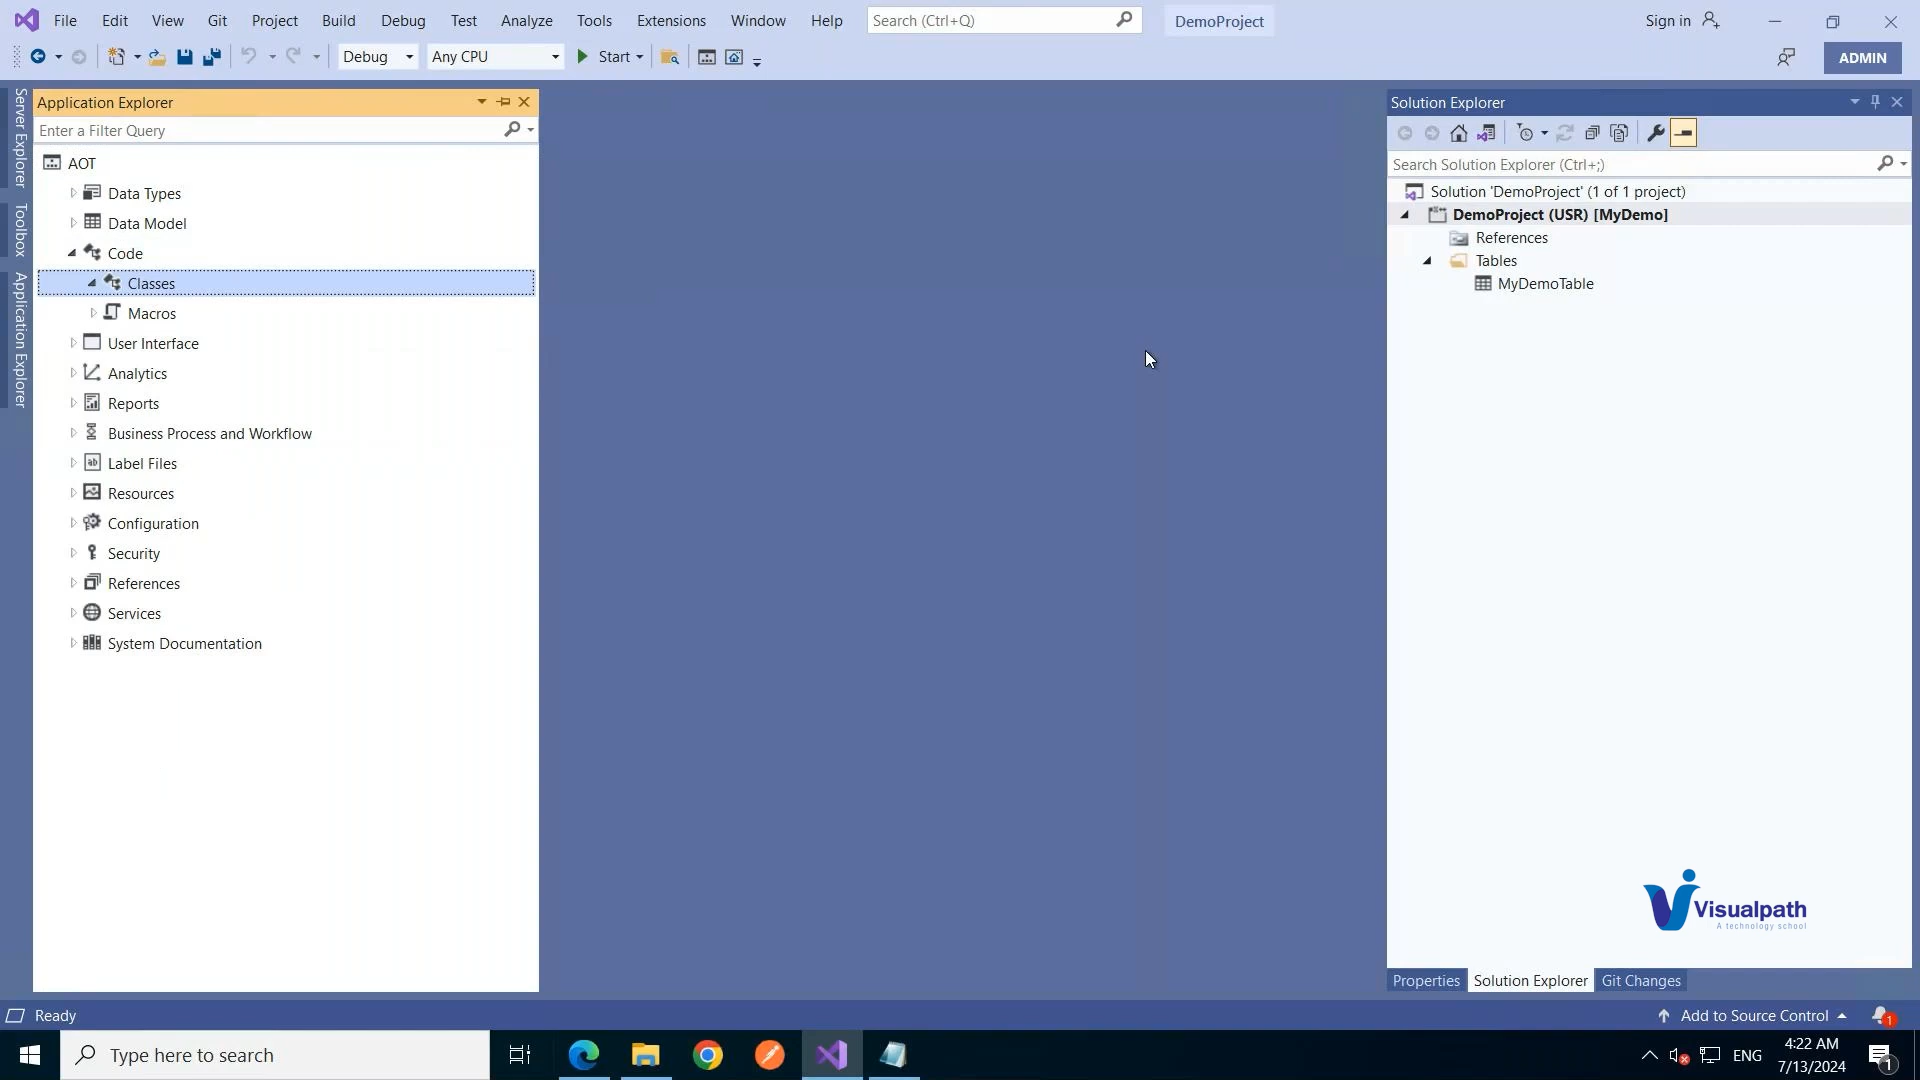 File Edit View Git Project Build Debug Test Analyze Tools Extensions Window Help Search (Ctrl+Q) DemoProject Sign in
Debug Any CPU Start ADMIN
Server Explorer
Toolbox
Application Explorer
Application Explorer
Enter a Filter Query
AOT
Data Types
Data Model
Code
Classes
Macros
User Interface
Analytics
Reports
Business Process and Workflow
Label Files
Resources
Configuration
Security
References
Services
System Documentation
Solution Explorer
Search Solution Explorer (Ctrl+;)
Solution 'DemoProject' (1 of 1 project)
DemoProject (USR) [MyDemo]
References
Tables
MyDemoTable
Visualpath
A technology school
Properties Solution Explorer Git Changes
Ready Add to Source Control 1
Type here to search ENG 4:22 AM
7/13/2024 1